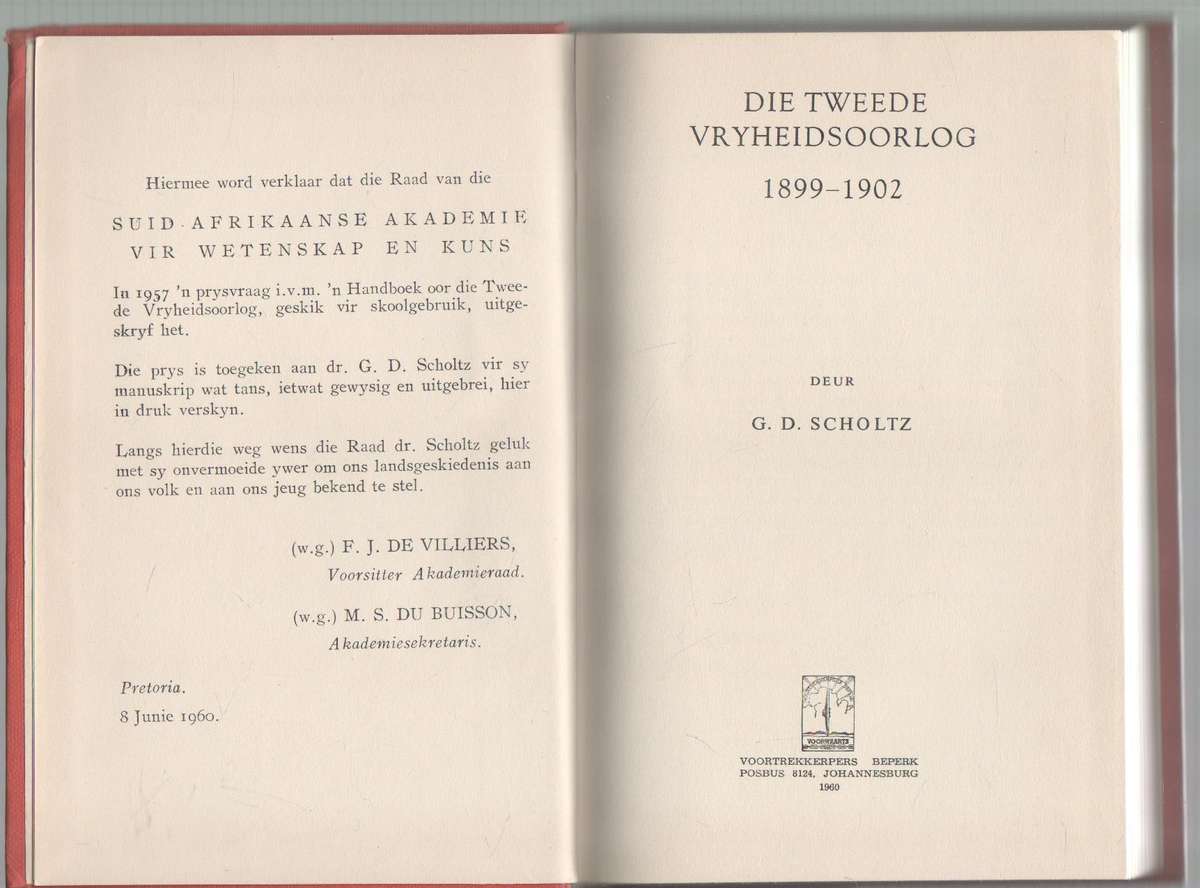 Hiermee word verklaar dat die Raad van die
SUID-AFRIKAANSE AKADEMIE
VIR WETENSKAP EN KUNS
In 1957 'n prysvraag i.v.m. 'n Handboek oor die Twee-
de Vryheidsoorlog, geskik vir skoolgebruik, uitge-
skryf het.
Die prys is toegeken aan dr. G. D. Scholtz vir sy
manuskrip wat tans, ietwat gewysig en uitgebrei, hier
in druk verskyn.
Langs hierdie weg wens die Raad dr. Scholtz geluk
met sy onvermoeide ywer om ons landsgeskiedenis aan
ons volk en aan ons jeug bekend te stel.
(w.g.) F. J. DE VILLIERS,
Voorsitter Akademieraad.
(w.g.) M. S. DU BUISSON,
Akademiesekretaris.
Pretoria.
8 Junie 1960.
DIE TWEEDE
VRYHEIDSOORLOG
1899–1902
DEUR
G. D. SCHOLTZ
VOORWAARTS
VOORTREKKERPERS BEPERK
POSBUS 8124, JOHANNESBURG
1960